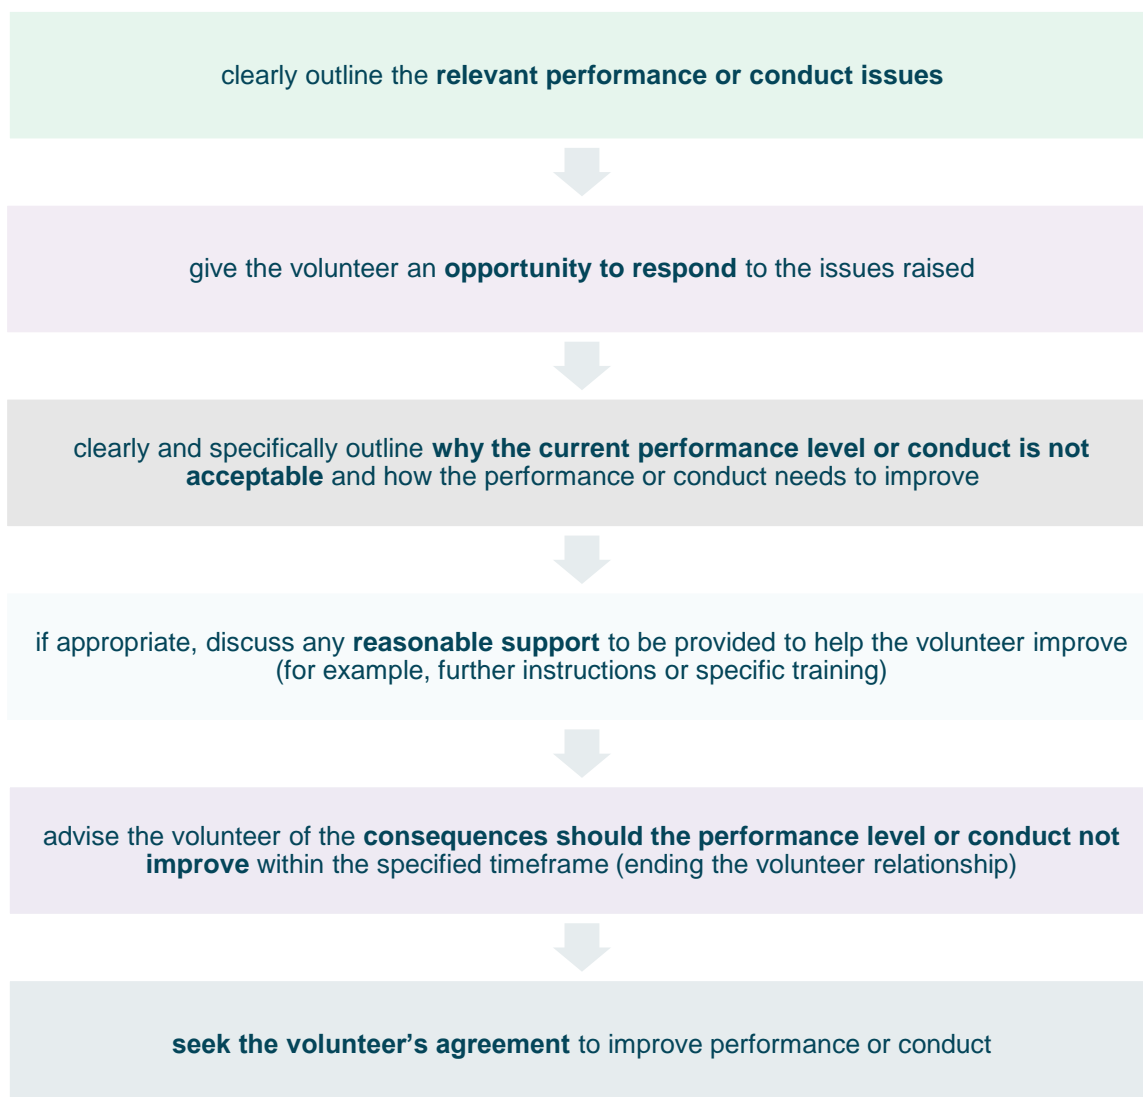 clearly outline the relevant performance or conduct issues
give the volunteer an opportunity to respond to the issues raised
clearly and specifically outline why the current performance level or conduct is not
acceptable and how the performance or conduct needs to improve
if appropriate, discuss any reasonable support to be provided to help the volunteer improve
(for example, further instructions or specific training)
advise the volunteer of the consequences should the performance level or conduct not
improve within the specified timeframe (ending the volunteer relationship)
seek the volunteer’s agreement to improve performance or conduct